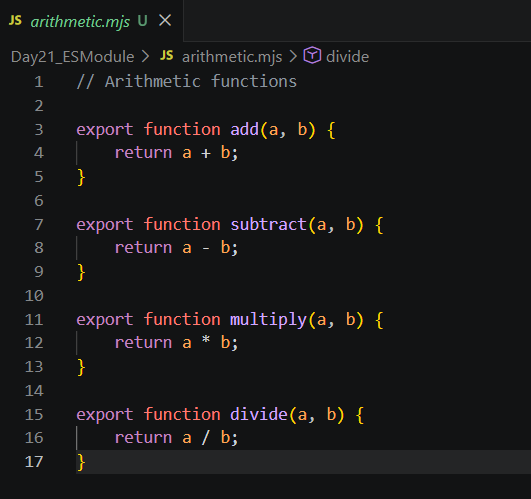 JS arithmetic.mjs U ×
Day21_ESModule > JS arithmetic.mjs > divide
1 // Arithmetic functions
2
3 export function add(a, b) {
4     return a + b;
5 }
6
7 export function subtract(a, b) {
8     return a - b;
9 }
10
11 export function multiply(a, b) {
12     return a * b;
13 }
14
15 export function divide(a, b) {
16     return a / b;
17 }